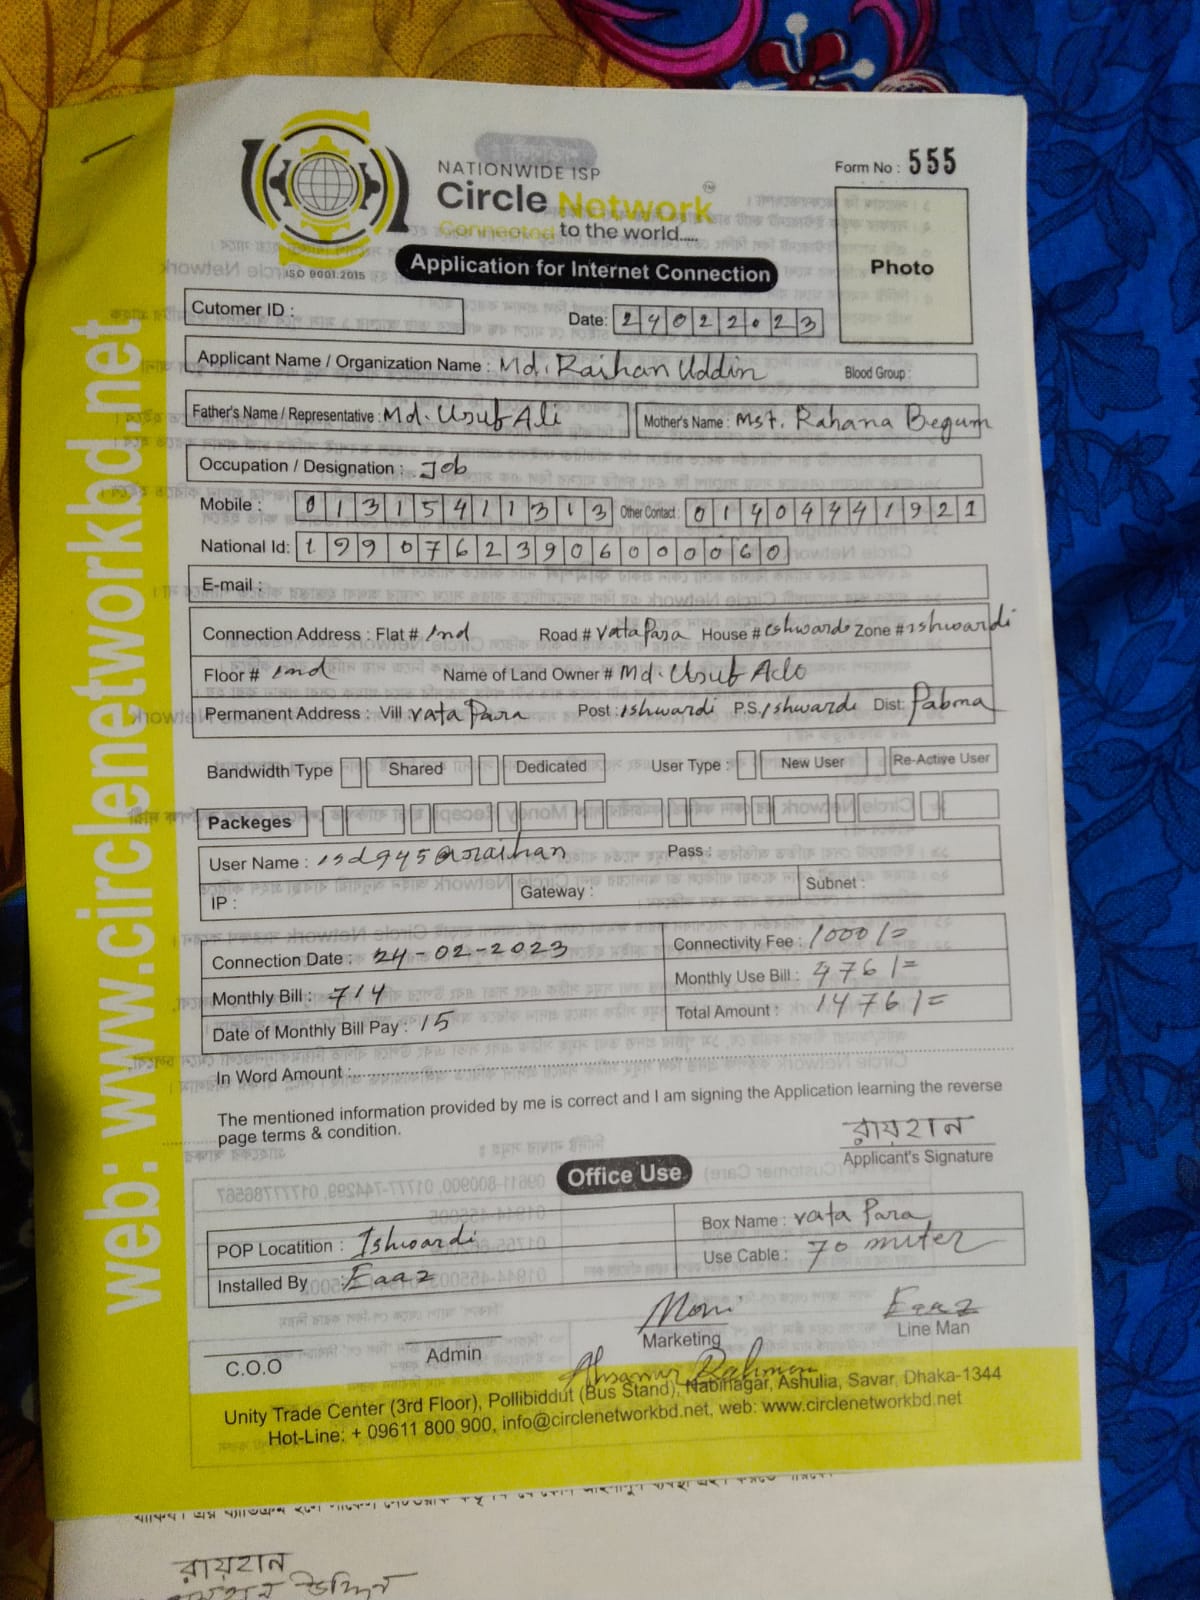 NATIONWIDE ISP
Circle Network
Connected to the world.....
ISO 9001:2015
Form No : 555
Photo
Application for Internet Connection
web: www.circlenetworkbd.net
Cutomer ID :
Date: 24022023
Applicant Name / Organization Name : Md. Raihan Uddin Blood Group :
Father's Name / Representative : Md. Usuf Ali Mother's Name : Mst. Rahana Begum
Occupation / Designation : Job
Mobile : 01315411313 Other Contact : 01404441921
National Id: 19907623906000060
E-mail :
Connection Address : Flat # Road # Vata Para House # Zone # ishwardi
Floor # Name of Land Owner # Md. Usuf
Permanent Address : Vill : vata Para Post : ishwardi P.S. ishwardi Dist: Pabna
Bandwidth Type Shared Dedicated User Type : New User Re-Active User
Packeges
User Name : isd945@raihan Pass :
IP : Gateway : Subnet :
Connection Date : 24-02-2023 Connectivity Fee : 1000/=
Monthly Bill : 714 Monthly Use Bill : 476/=
Date of Monthly Bill Pay : 15 Total Amount : 1476/=
In Word Amount :
The mentioned information provided by me is correct and I am signing the Application learning the reverse
page terms & condition.
রায়হান
Applicant's Signature
Office Use
POP Locatition : Ishwardi Box Name : vata Para
Installed By : Eaaz Use Cable : 70 miter
C.O.O Admin Moni Marketing Eaaz Line Man
Ahsanur Rahman
Unity Trade Center (3rd Floor), Pollibiddut (Bus Stand), Nabinagar, Ashulia, Savar, Dhaka-1344
Hot-Line: + 09611 800 900, info@circlenetworkbd.net, web: www.circlenetworkbd.net
রায়হান